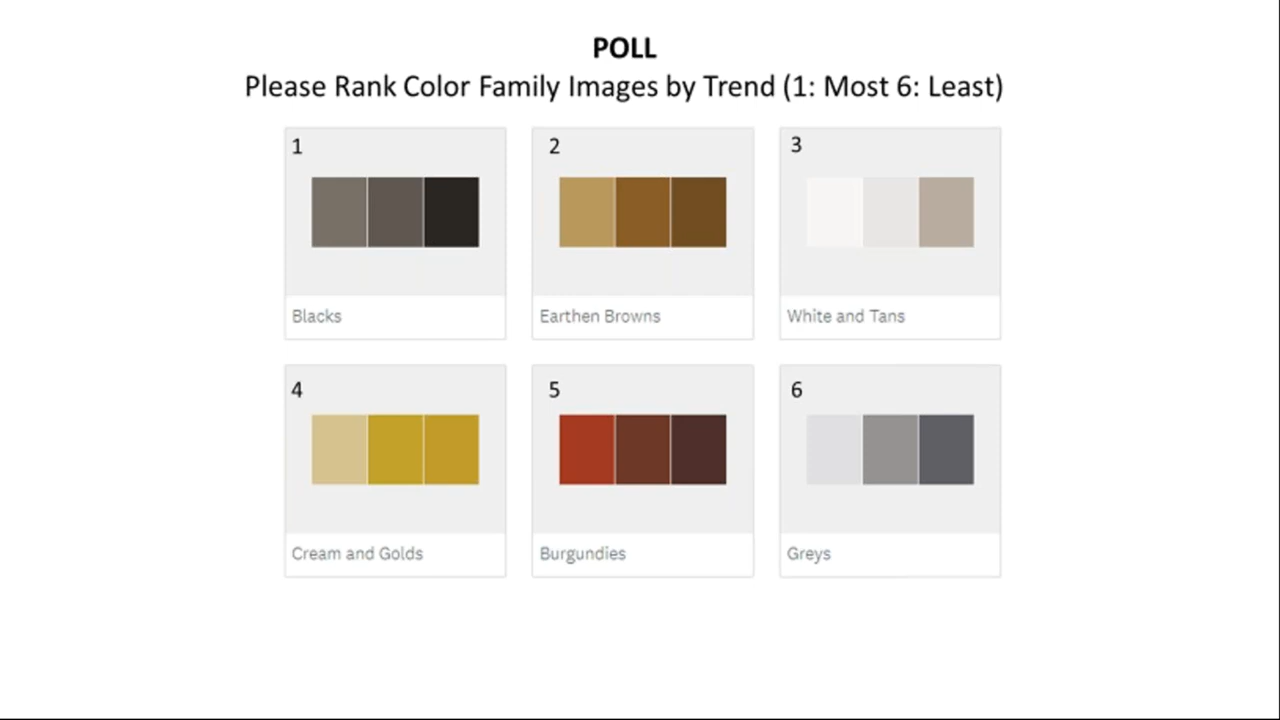 POLL
Please Rank Color Family Images by Trend (1: Most 6: Least)
1
2
3
Blacks
Earthen Browns
White and Tans
4
5
6
Cream and Golds
Burgundies
Greys